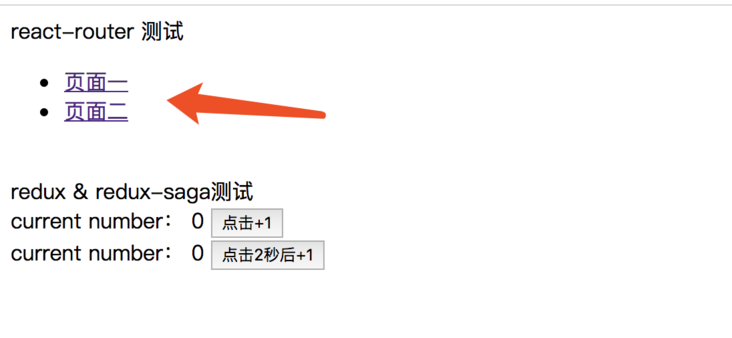 react-router 测试
页面一
页面二
redux & redux-saga测试
current number： 0 点击+1
current number： 0 点击2秒后+1